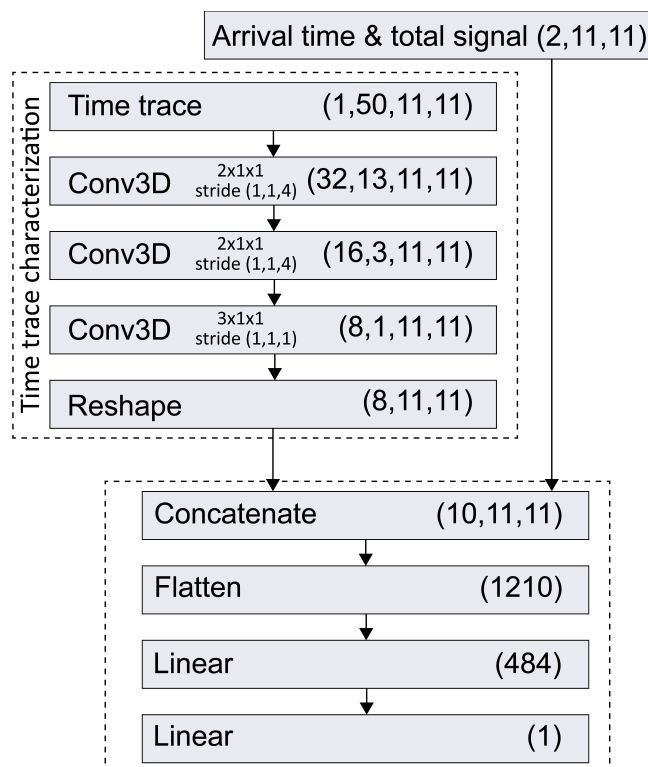 Arrival time & total signal (2,11,11)
Time trace characterization
Time trace (1,50,11,11)
Conv3D 2x1x1 stride (1,1,4) (32,13,11,11)
Conv3D 2x1x1 stride (1,1,4) (16,3,11,11)
Conv3D 3x1x1 stride (1,1,1) (8,1,11,11)
Reshape (8,11,11)
Concatenate (10,11,11)
Flatten (1210)
Linear (484)
Linear (1)